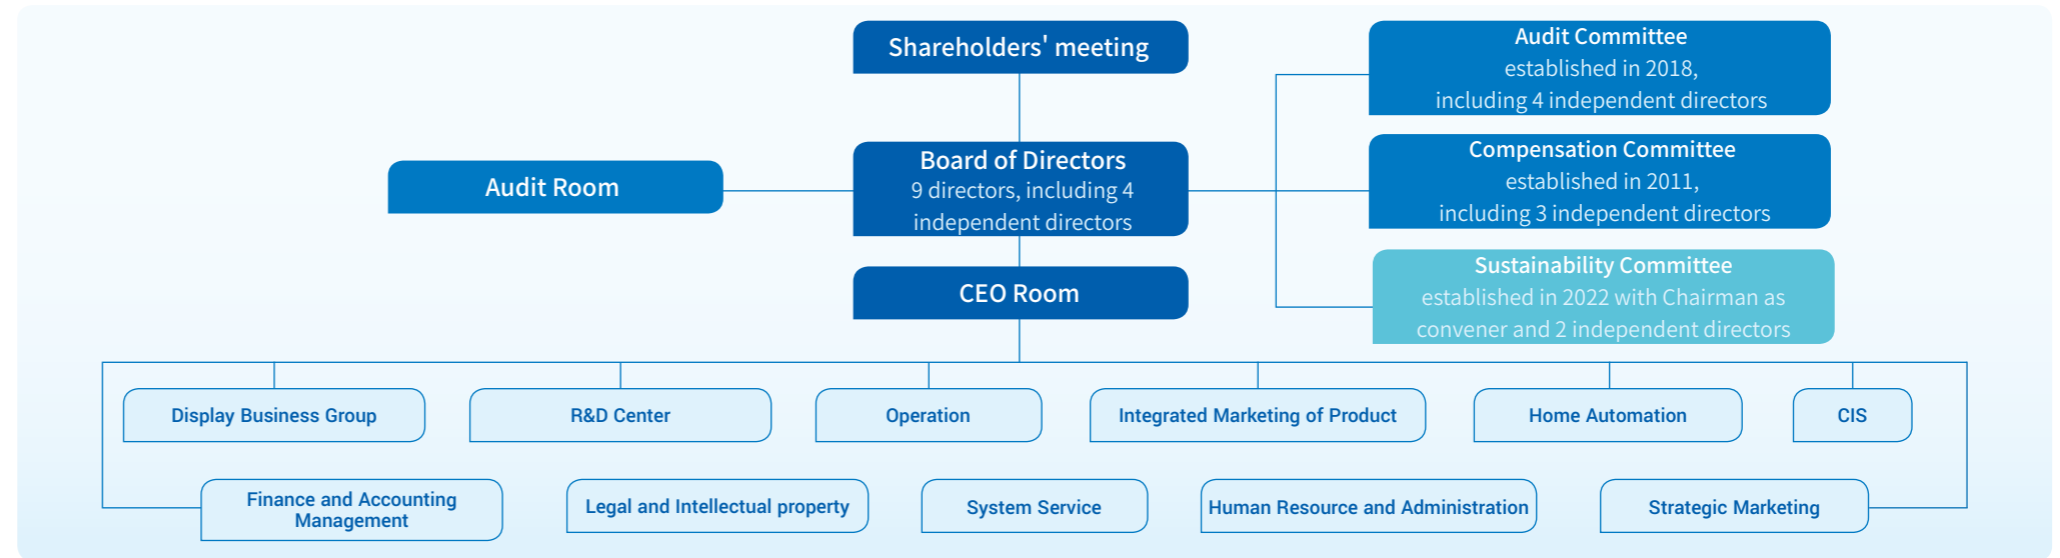 Shareholders' meeting
Audit Committee
established in 2018,
including 4 independent directors
Board of Directors
9 directors, including 4
independent directors
Audit Room
Compensation Committee
established in 2011,
including 3 independent directors
CEO Room
Sustainability Committee
established in 2022 with Chairman as
convener and 2 independent directors
Display Business Group
R&D Center
Operation
Integrated Marketing of Product
Home Automation
CIS
Finance and Accounting
Management
Legal and Intellectual property
System Service
Human Resource and Administration
Strategic Marketing